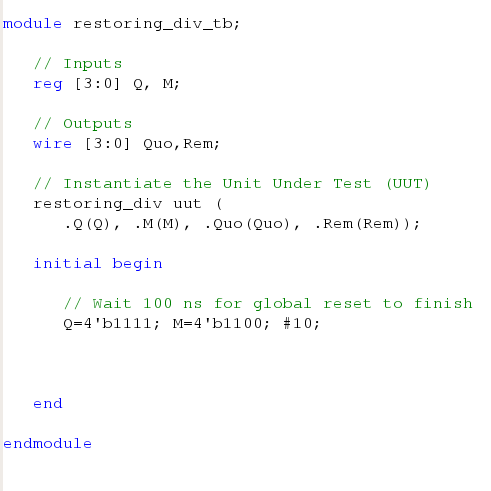 module restoring_div_tb;
// Inputs
reg [3:0] Q, M;
// Outputs
wire [3:0] Quo,Rem;
// Instantiate the Unit Under Test (UUT)
restoring_div uut (
.Q(Q), .M(M), .Quo(Quo), .Rem(Rem));
initial begin
// Wait 100 ns for global reset to finish
Q=4'b1111; M=4'b1100; #10;
end
endmodule